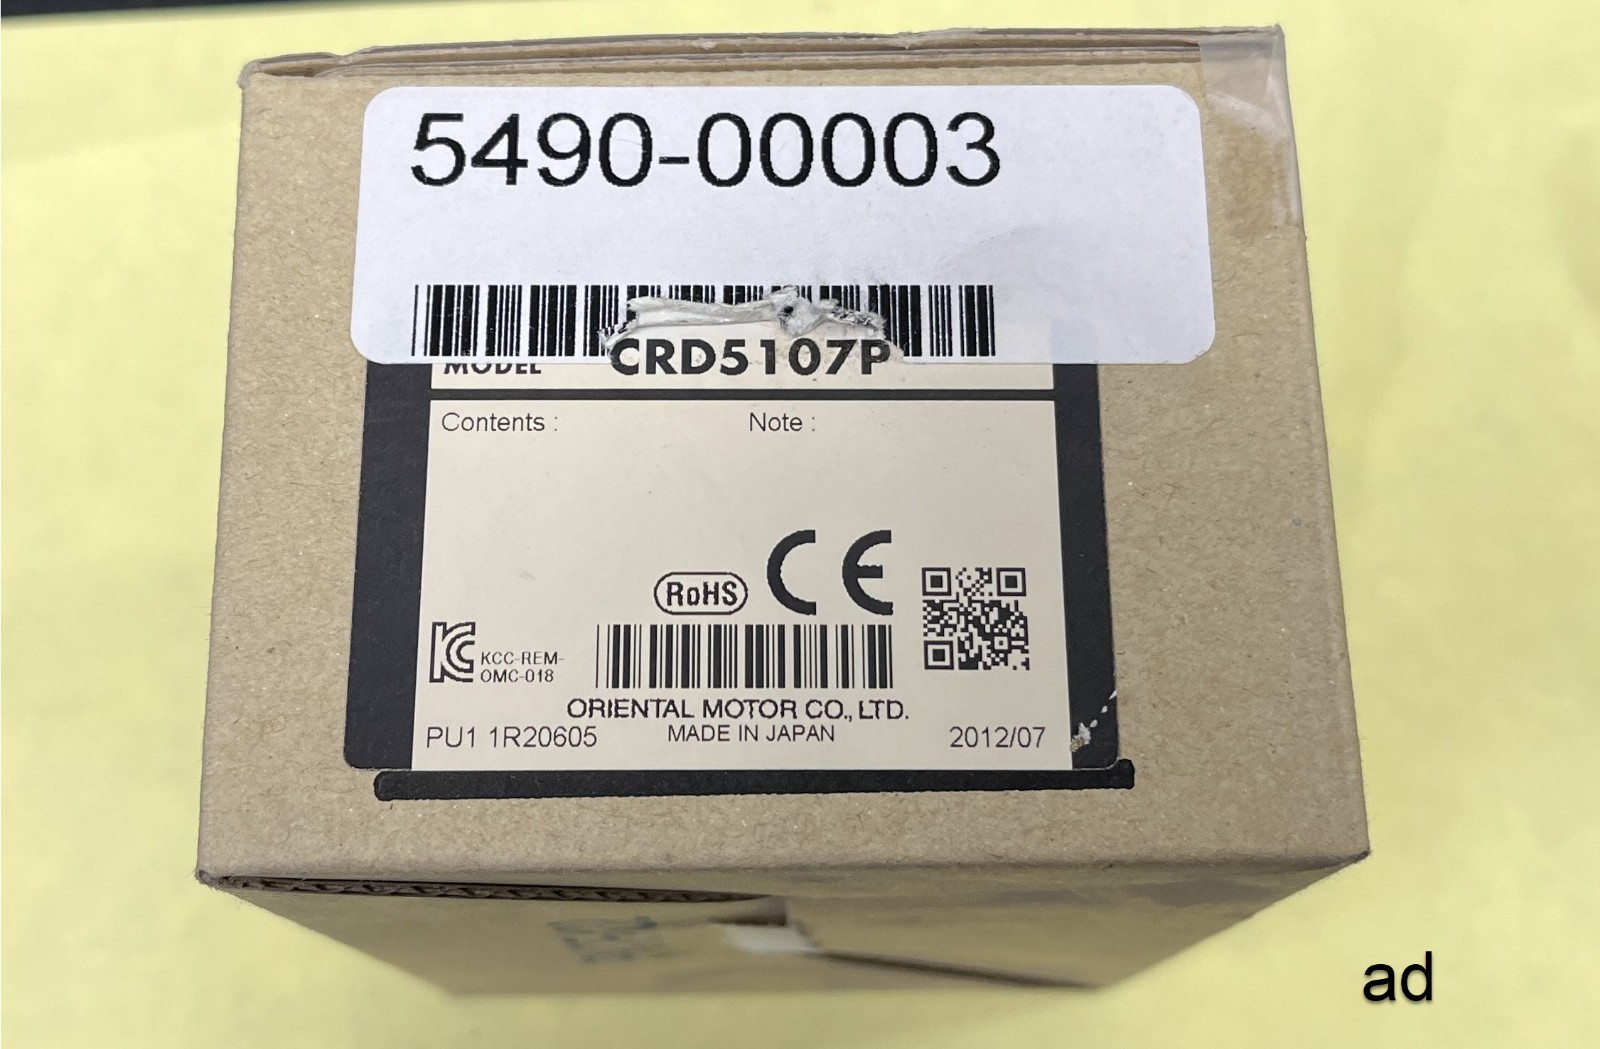 5490-00003
MODEL CRD5107P
Contents : Note :
RoHS CE
KCC-REM-
OMC-018
ORIENTAL MOTOR CO., LTD.
PU1 1R20605 MADE IN JAPAN 2012/07
ad